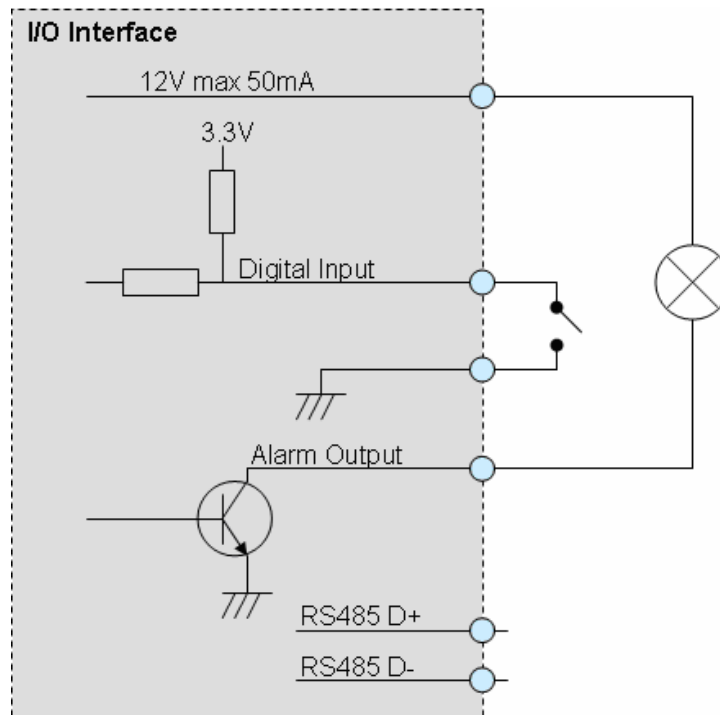 I/O Interface
12V max 50mA
3.3V
Digital Input
Alarm Output
RS485 D+
RS485 D-